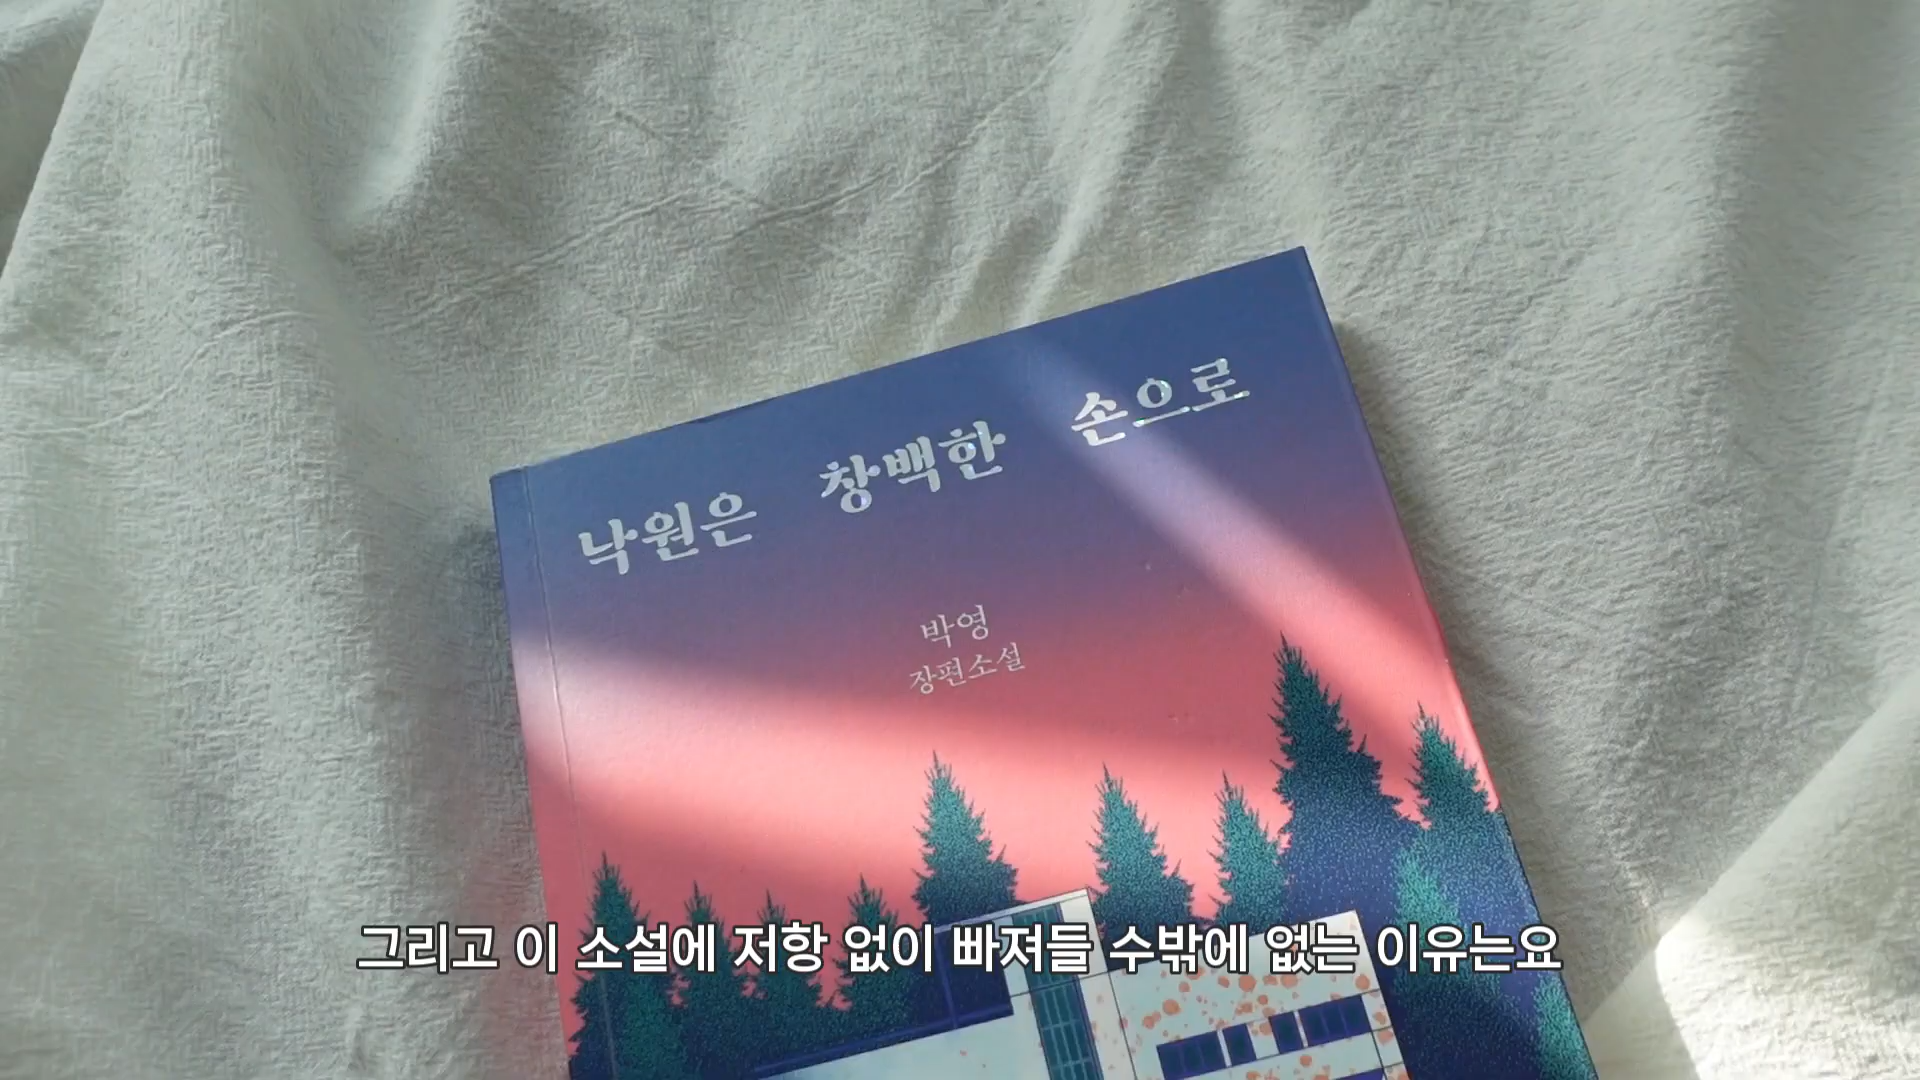 낙원은 창백한 손으로
박영
장편소설
그리고 이 소설에 저항 없이 빠져들 수밖에 없는 이유는요